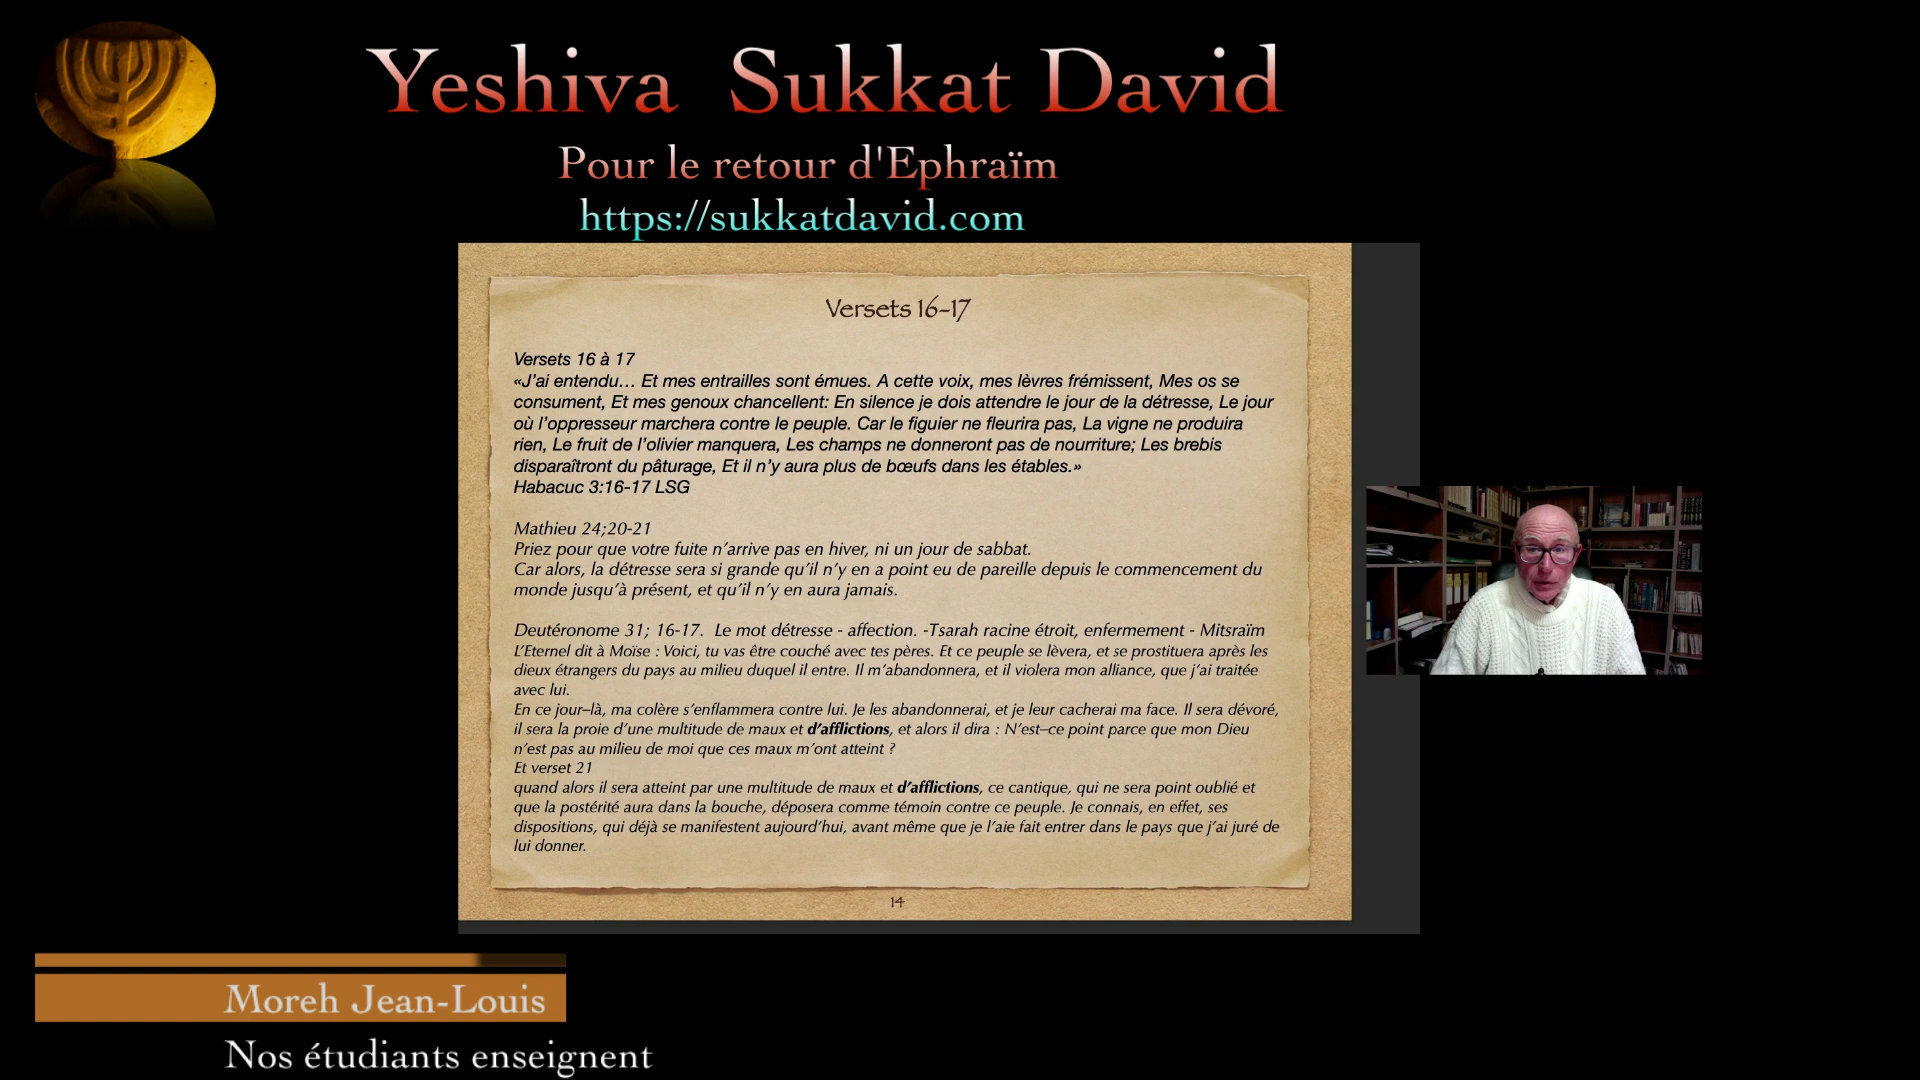 Yeshiva Sukkat David
Pour le retour d'Ephraïm
https://sukkatdavid.com
Versets 16-17
Versets 16 à 17
«J'ai entendu… Et mes entrailles sont émues. A cette voix, mes lèvres frémissent, Mes os se
consument, Et mes genoux chancellent: En silence je dois attendre le jour de la détresse, Le jour
où l'oppresseur marchera contre le peuple. Car le figuier ne fleurira pas, La vigne ne produira
rien, Le fruit de l'olivier manquera, Les champs ne donneront pas de nourriture; Les brebis
disparaîtront du pâturage, Et il n'y aura plus de bœufs dans les étables.»
Habacuc 3:16-17 LSG
Mathieu 24;20-21
Priez pour que votre fuite n'arrive pas en hiver, ni un jour de sabbat.
Car alors, la détresse sera si grande qu'il n'y en a point eu de pareille depuis le commencement du
monde jusqu'à présent, et qu'il n'y en aura jamais.
Deutéronome 31; 16-17. Le mot détresse - affection. -Tsarah racine étroit, enfermement - Mitsraïm
L'Eternel dit à Moïse : Voici, tu vas être couché avec tes pères. Et ce peuple se lèvera, et se prostituera après les
dieux étrangers du pays au milieu duquel il entre. Il m'abandonnera, et il violera mon alliance, que j'ai traitée
avec lui.
En ce jour–là, ma colère s'enflammera contre lui. Je les abandonnerai, et je leur cacherai ma face. Il sera dévoré,
il sera la proie d'une multitude de maux et d'afflictions, et alors il dira : N'est–ce point parce que mon Dieu
n'est pas au milieu de moi que ces maux m'ont atteint ?
Et verset 21
quand alors il sera atteint par une multitude de maux et d'afflictions, ce cantique, qui ne sera point oublié et
que la postérité aura dans la bouche, déposera comme témoin contre ce peuple. Je connais, en effet, ses
dispositions, qui déjà se manifestent aujourd'hui, avant même que je l'aie fait entrer dans le pays que j'ai juré de
lui donner.
14
Moreh Jean-Louis
Nos étudiants enseignent